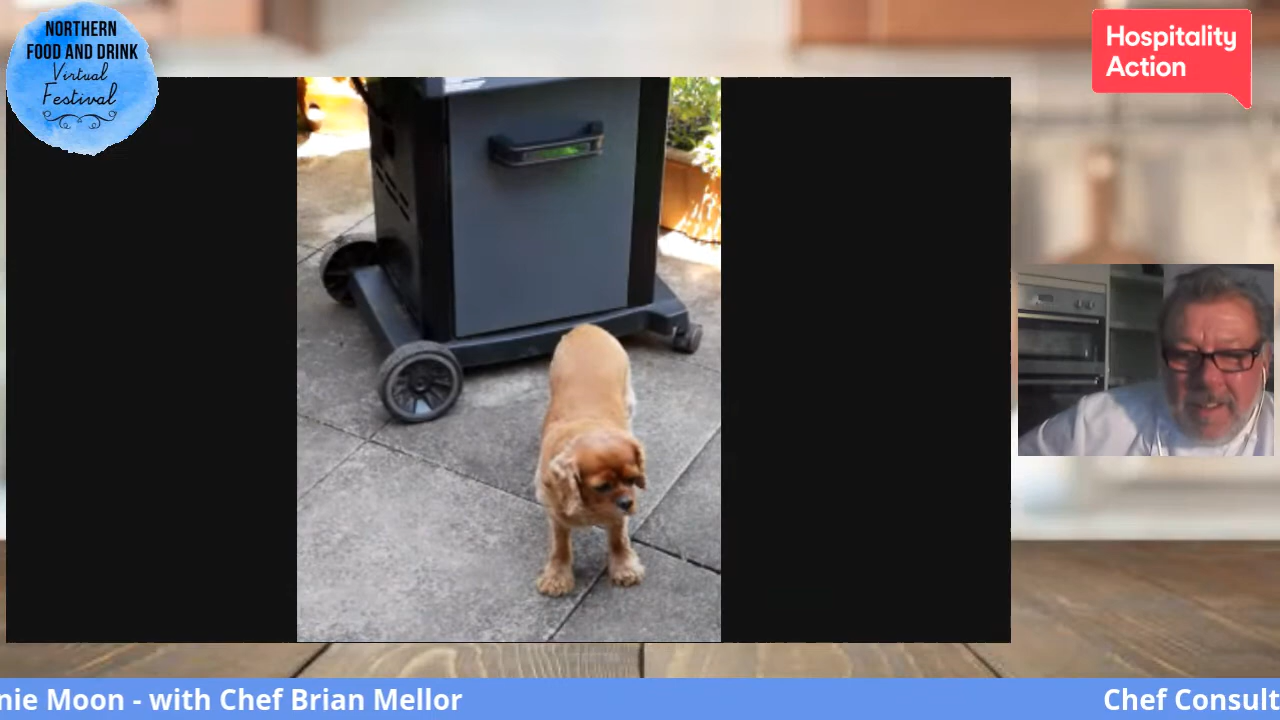 NORTHERN
FOOD AND DRINK
Virtual
Festival
Hospitality
Action
nie Moon - with Chef Brian Mellor
Chef Consult